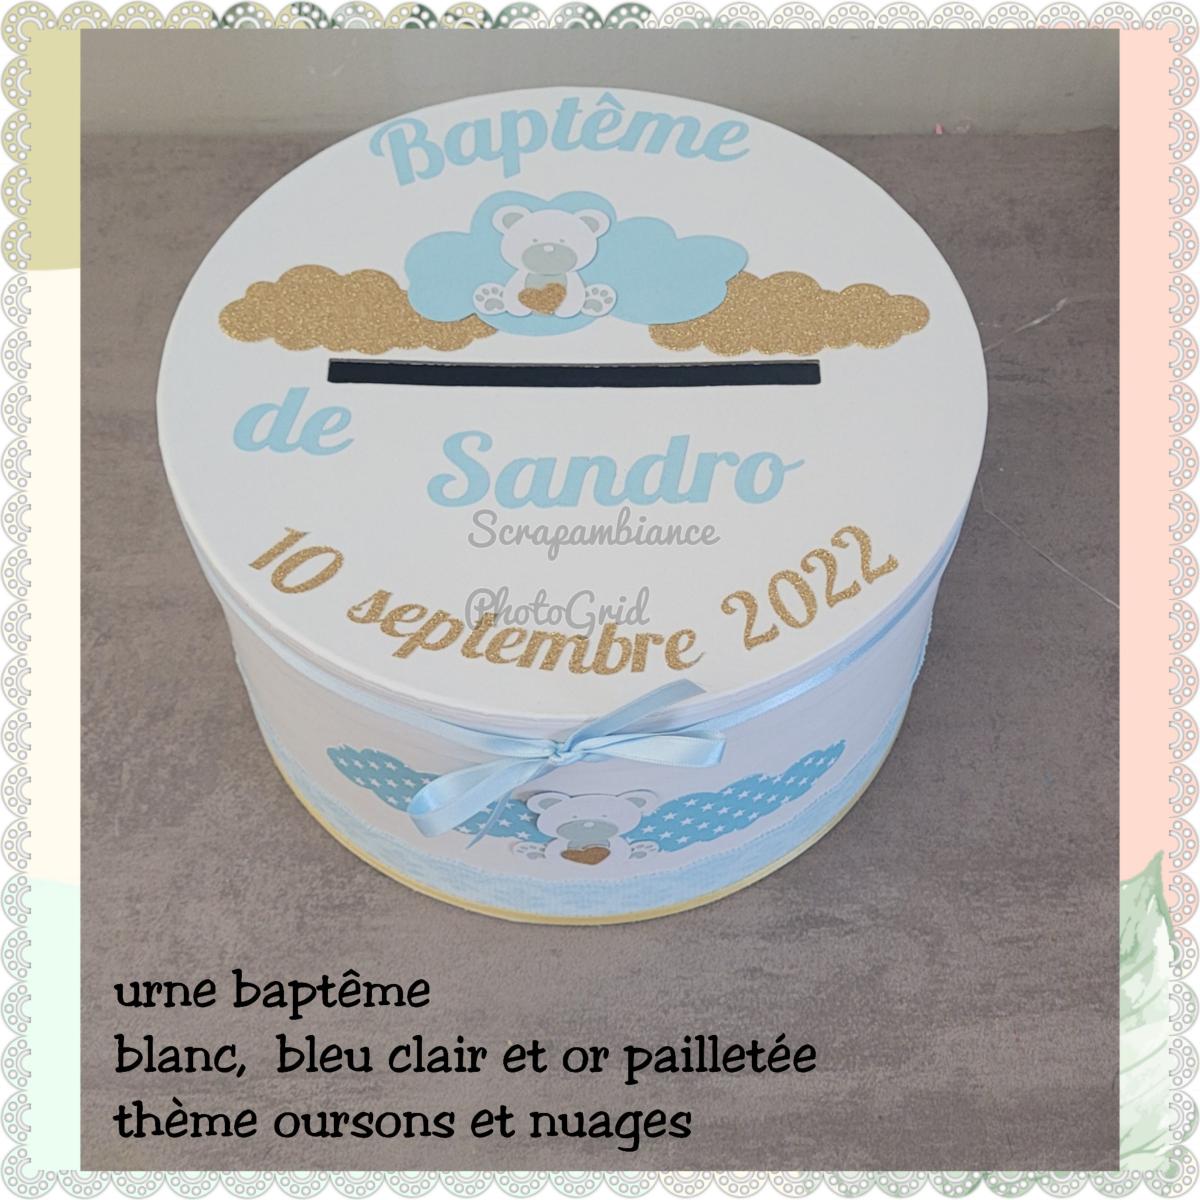 Baptême
de
Sandro
Scrapambiance
PhotoGrid
10 septembre 2022
urne baptême
blanc, bleu clair et or pailletée
thème oursons et nuages